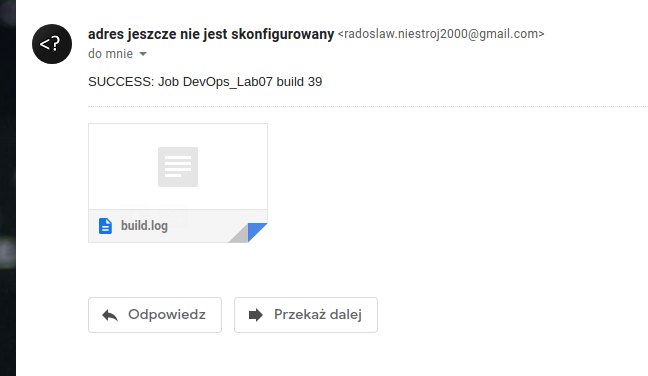 <?
adres jeszcze nie jest skonfigurowany <radoslaw.niestroj2000@gmail.com>
do mnie
SUCCESS: Job DevOps_Lab07 build 39
build.log
Odpowiedz
Przekaż dalej